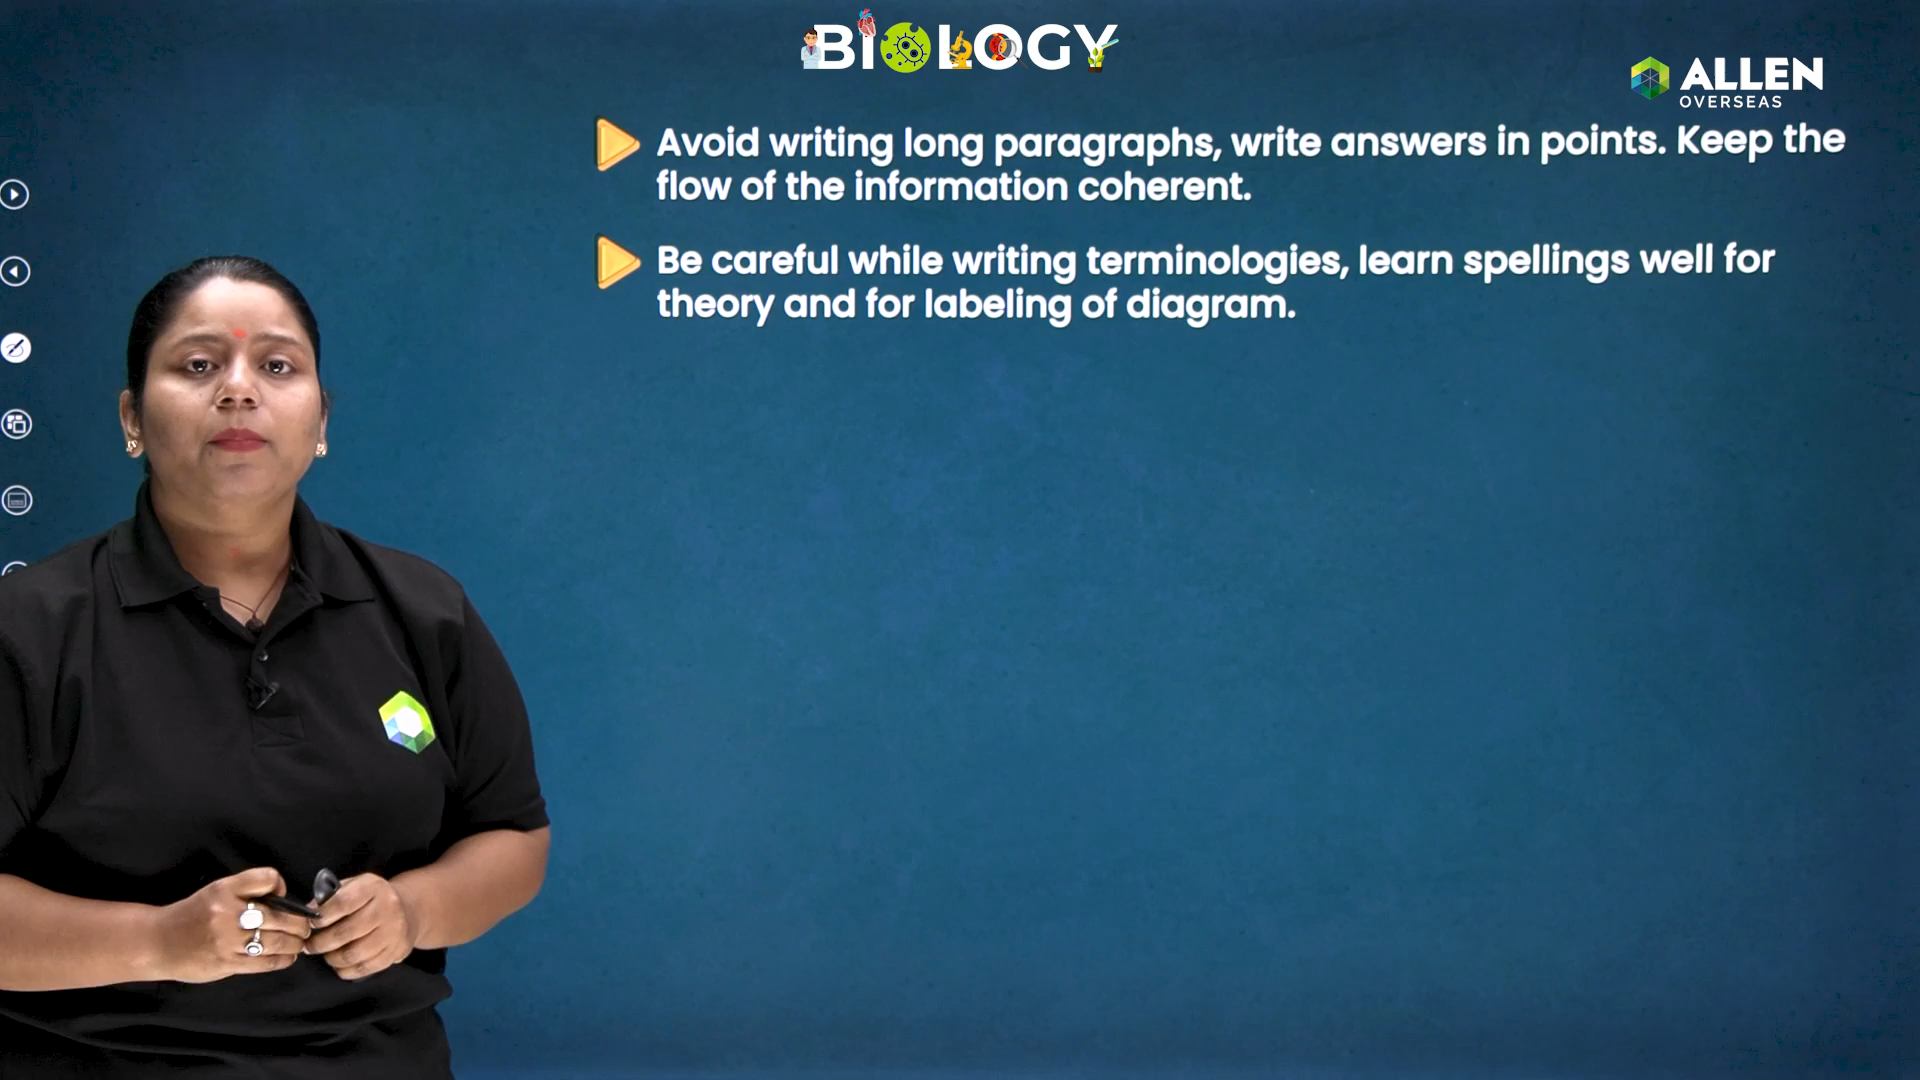 BIOLOGY
ALLEN
OVERSEAS
Avoid writing long paragraphs, write answers in points. Keep the
flow of the information coherent.
Be careful while writing terminologies, learn spellings well for
theory and for labeling of diagram.